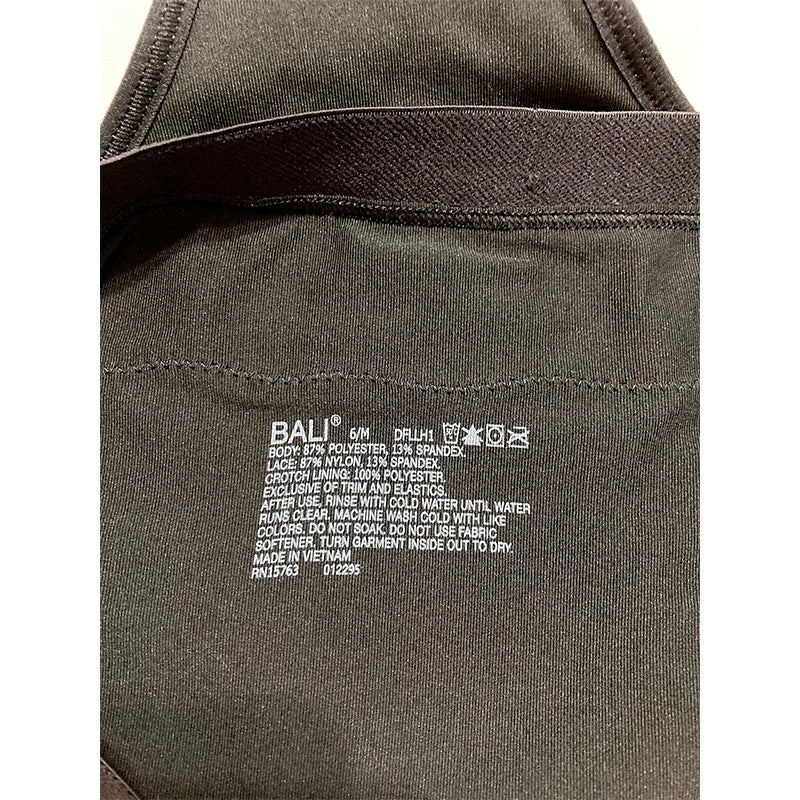 BALI® 6/M DFLLH1
BODY: 87% POLYESTER, 13% SPANDEX.
LACE: 87% NYLON, 13% SPANDEX.
CROTCH LINING: 100% POLYESTER.
EXCLUSIVE OF TRIM AND ELASTICS.
AFTER USE, RINSE WITH COLD WATER UNTIL WATER
RUNS CLEAR. MACHINE WASH COLD WITH LIKE
COLORS. DO NOT SOAK. DO NOT USE FABRIC
SOFTENER. TURN GARMENT INSIDE OUT TO DRY.
MADE IN VIETNAM
RN15763 012295